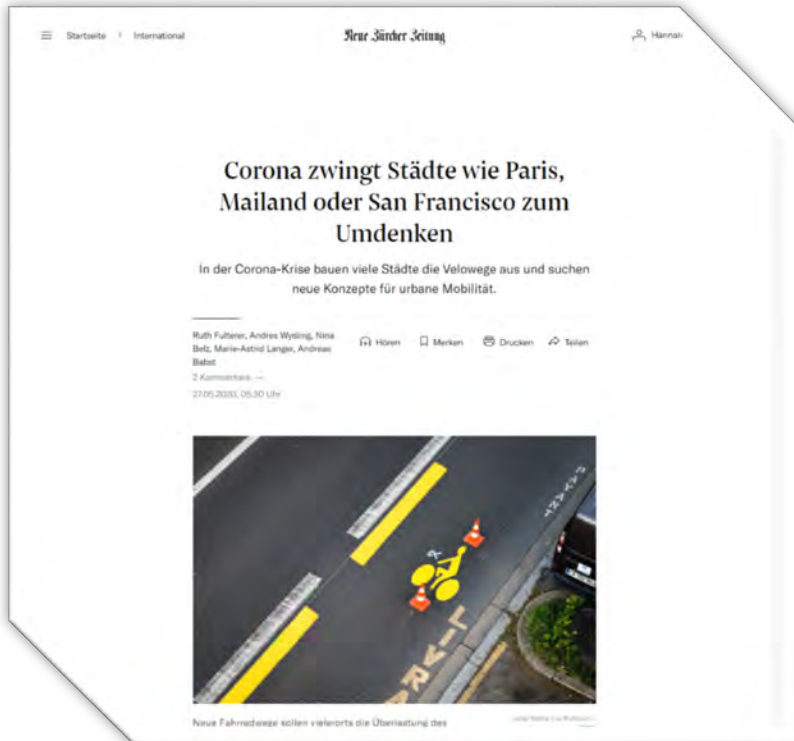 Startseite > International
Neue Zürcher Zeitung
Hannah
Corona zwingt Städte wie Paris,
Mailand oder San Francisco zum
Umdenken
In der Corona-Krise bauen viele Städte die Velowege aus und suchen
neue Konzepte für urbane Mobilität.
Ruth Fulterer, Andres Wysling, Nina
Belz, Marie-Astrid Langer, Andreas
Babst
Hören
Merken
Drucken
Teilen
2 Kommentare
27.05.2020, 05.30 Uhr
PAYANT
LIVRA
Neue Fahrradwege sollen vielerorts die Überlastung des